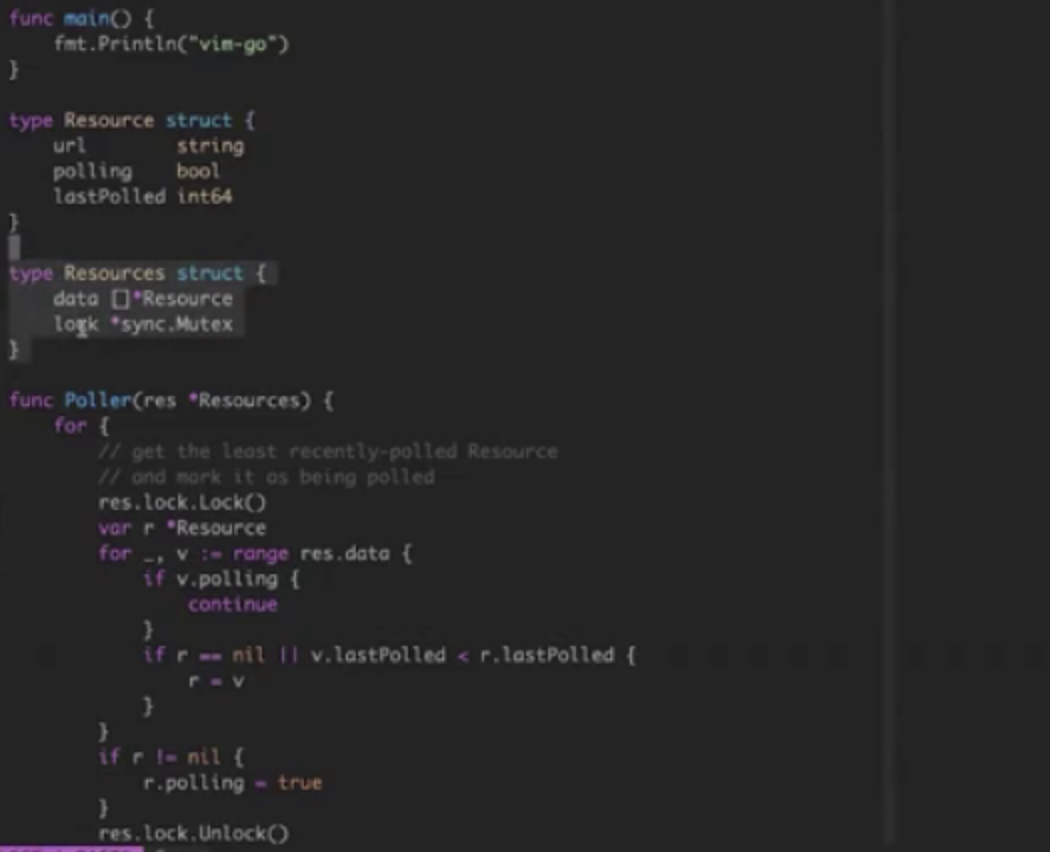 func main() {
    fmt.Println("vim-go")
}

type Resource struct {
    url        string
    polling    bool
    lastPolled int64
}

type Resources struct {
    data []*Resource
    lock *sync.Mutex
}

func Poller(res *Resources) {
    for {
        // get the least recently-polled Resource
        // and mark it as being polled
        res.lock.Lock()
        var r *Resource
        for _, v := range res.data {
            if v.polling {
                continue
            }
            if r == nil || v.lastPolled < r.lastPolled {
                r = v
            }
        }
        if r != nil {
            r.polling = true
        }
        res.lock.Unlock()